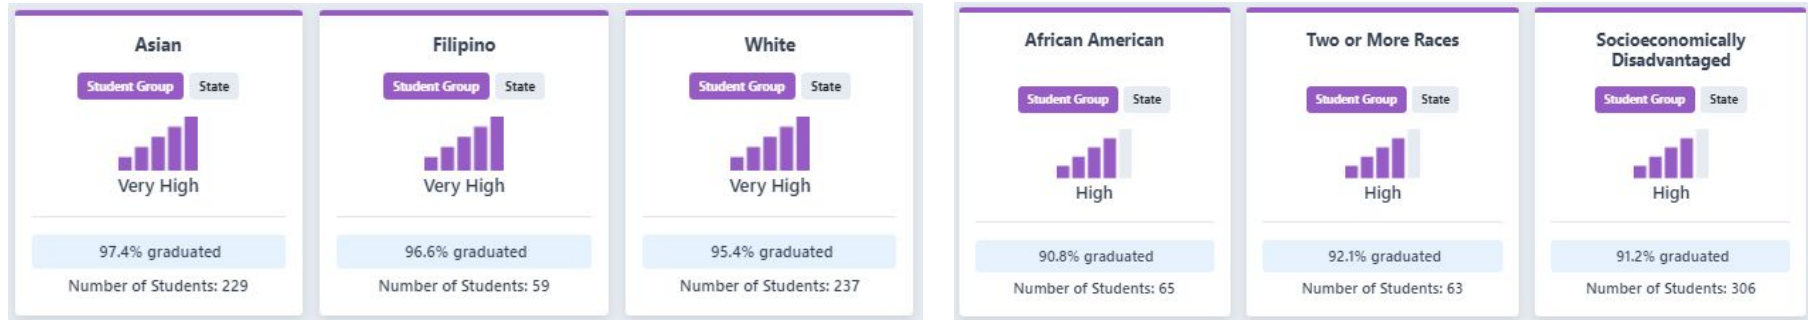 Asian
Student Group State
Very High
97.4% graduated
Number of Students: 229
Filipino
Student Group State
Very High
96.6% graduated
Number of Students: 59
White
Student Group State
Very High
95.4% graduated
Number of Students: 237
African American
Student Group State
High
90.8% graduated
Number of Students: 65
Two or More Races
Student Group State
High
92.1% graduated
Number of Students: 63
Socioeconomically
Disadvantaged
Student Group State
High
91.2% graduated
Number of Students: 306